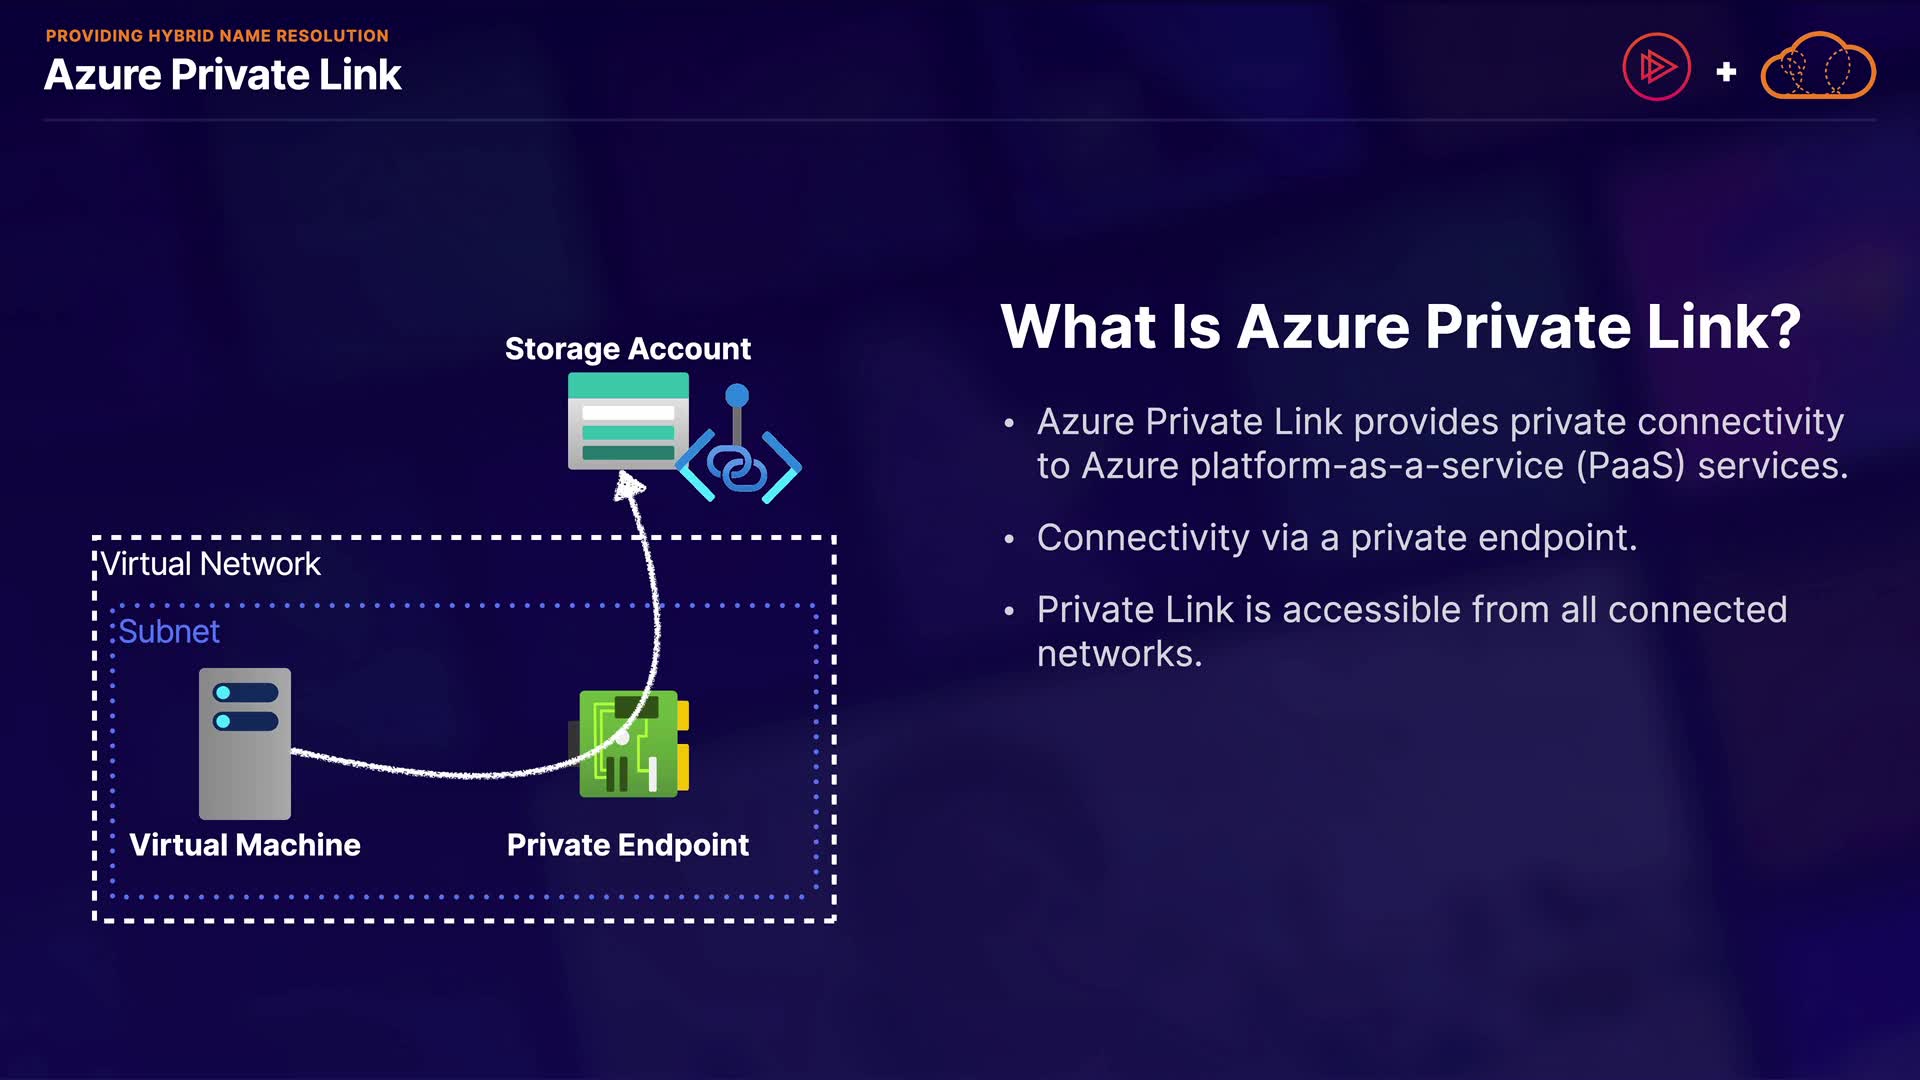 PROVIDING HYBRID NAME RESOLUTION
Azure Private Link
Storage Account
Virtual Network
Subnet
Virtual Machine
Private Endpoint
What Is Azure Private Link?
• Azure Private Link provides private connectivity
to Azure platform-as-a-service (PaaS) services.
• Connectivity via a private endpoint.
• Private Link is accessible from all connected
networks.